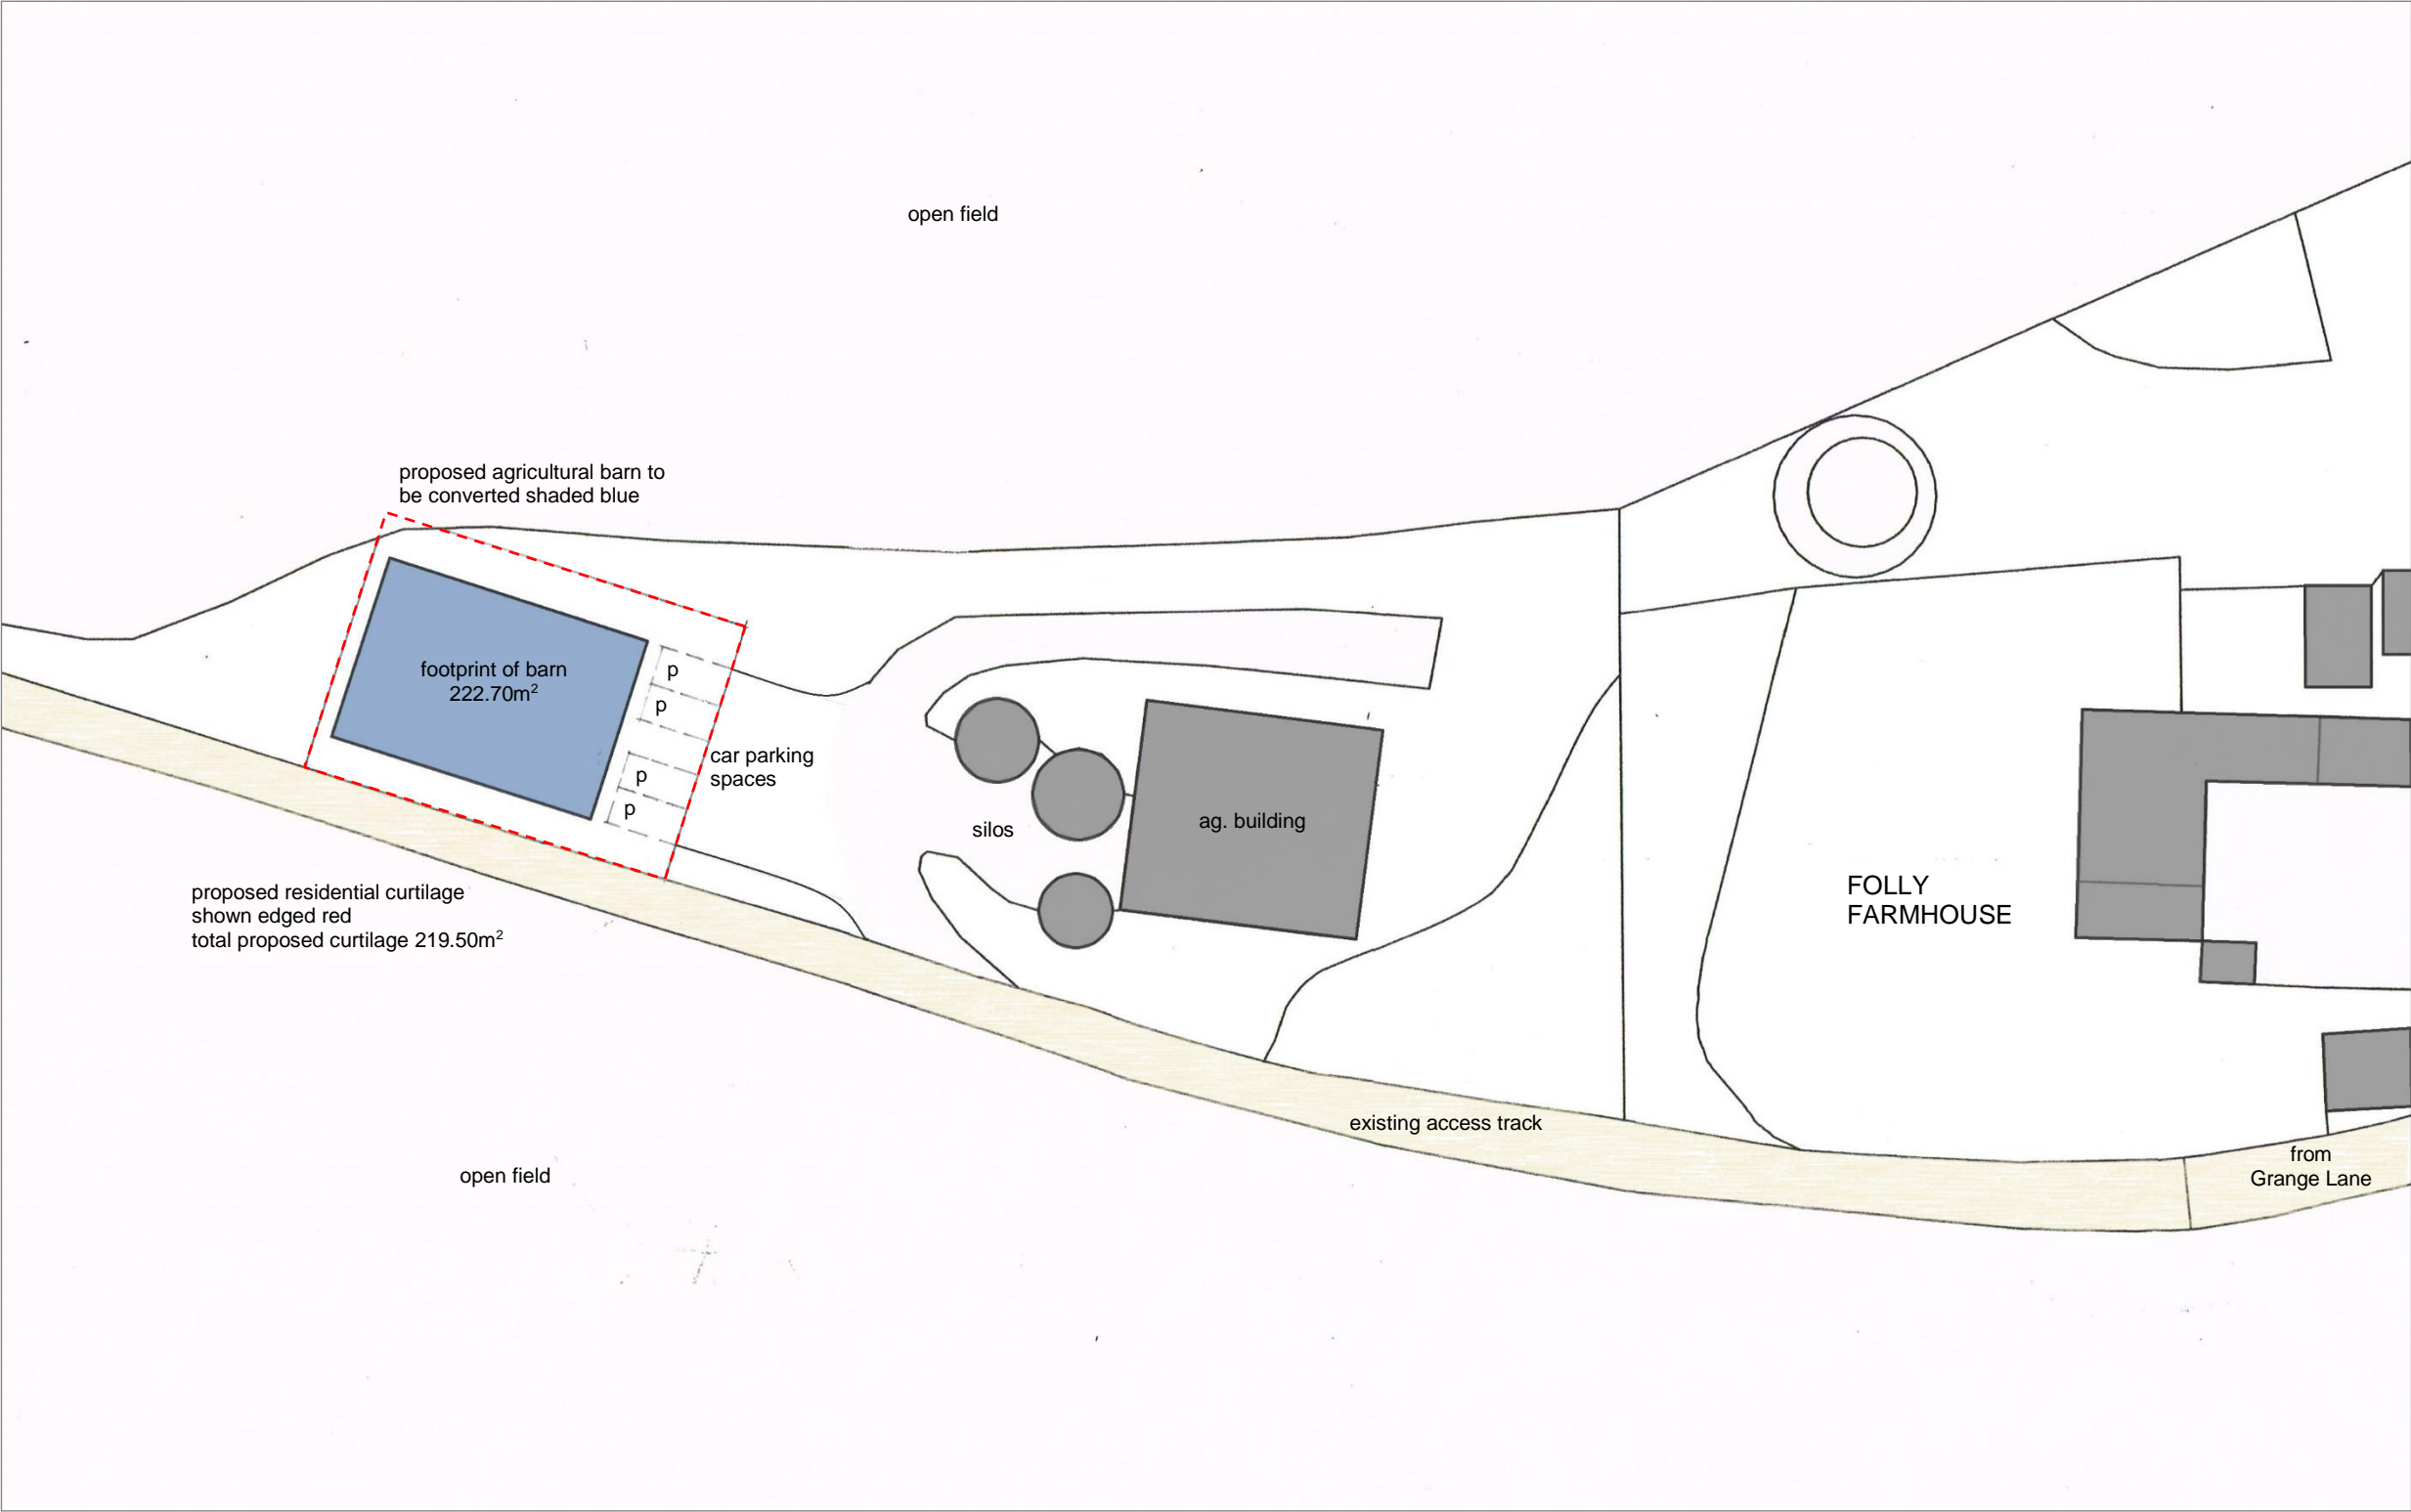 open field
proposed agricultural barn to
be converted shaded blue
footprint of barn
222.70m²
p
p
p
p
car parking
spaces
silos
ag. building
FOLLY
FARMHOUSE
proposed residential curtilage
shown edged red
total proposed curtilage 219.50m²
existing access track
open field
from
Grange Lane